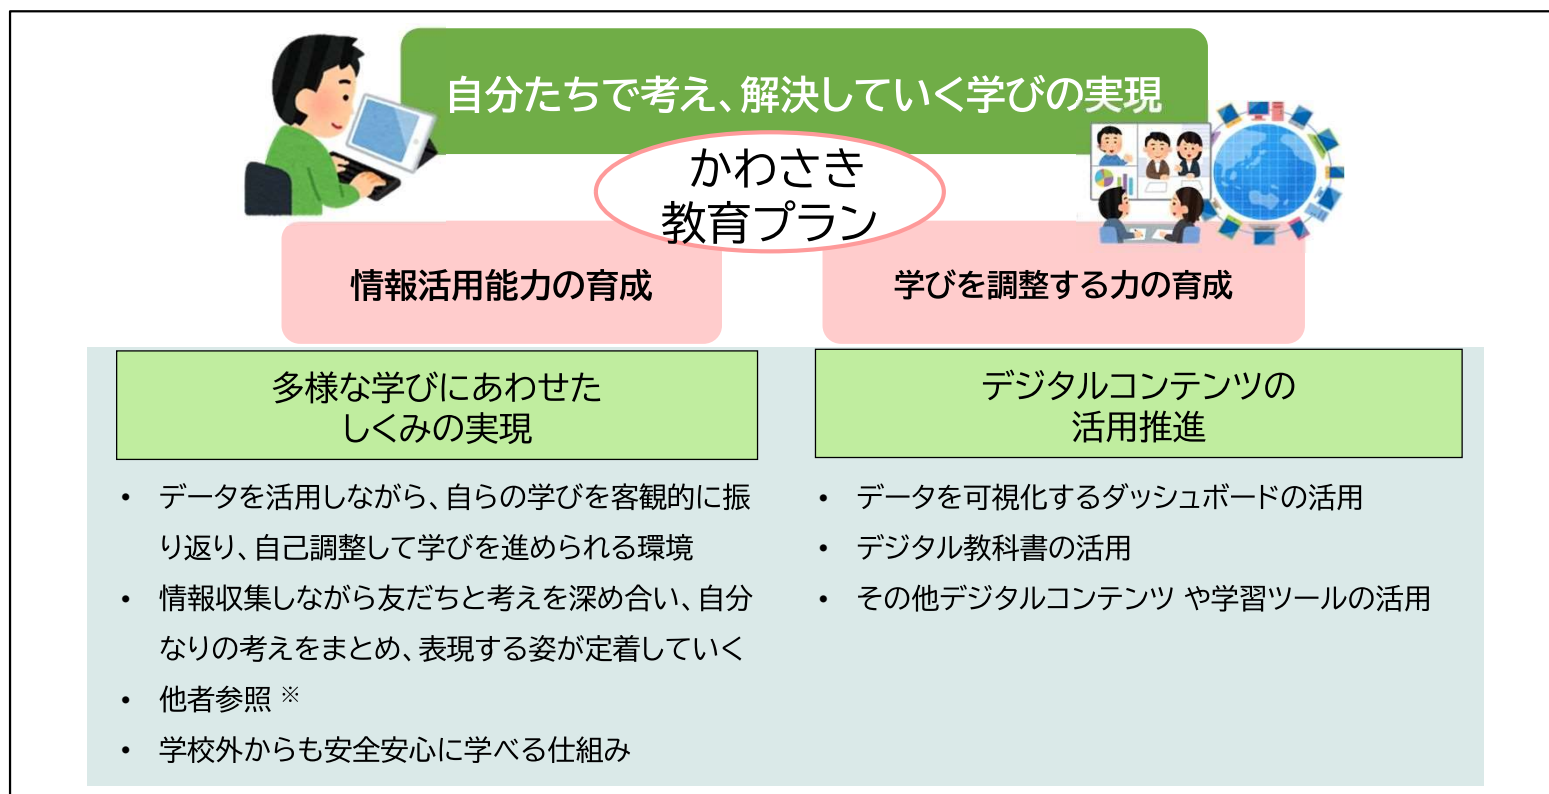 自分たちで考え、解決していく学びの実現
かわさき
教育プラン
情報活用能力の育成
学びを調整する力の育成
多様な学びにあわせた
しくみの実現
• データを活用しながら、自らの学びを客観的に振
り返り、自己調整して学びを進められる環境
• 情報収集しながら友だちと考えを深め合い、自分
なりの考えをまとめ、表現する姿が定着していく
• 他者参照 ※
• 学校外からも安全安心に学べる仕組み
デジタルコンテンツの
活用推進
• データを可視化するダッシュボードの活用
• デジタル教科書の活用
• その他デジタルコンテンツ や学習ツールの活用